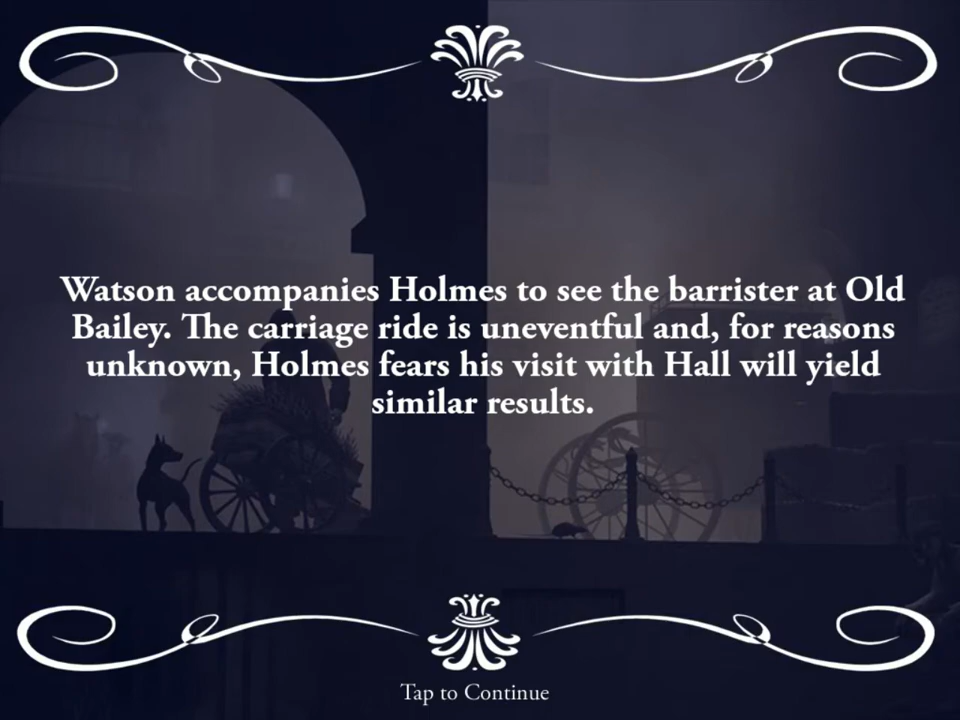 Watson accompanies Holmes to see the barrister at Old
Bailey. The carriage ride is uneventful and, for reasons
unknown, Holmes fears his visit with Hall will yield
similar results.
Tap to Continue